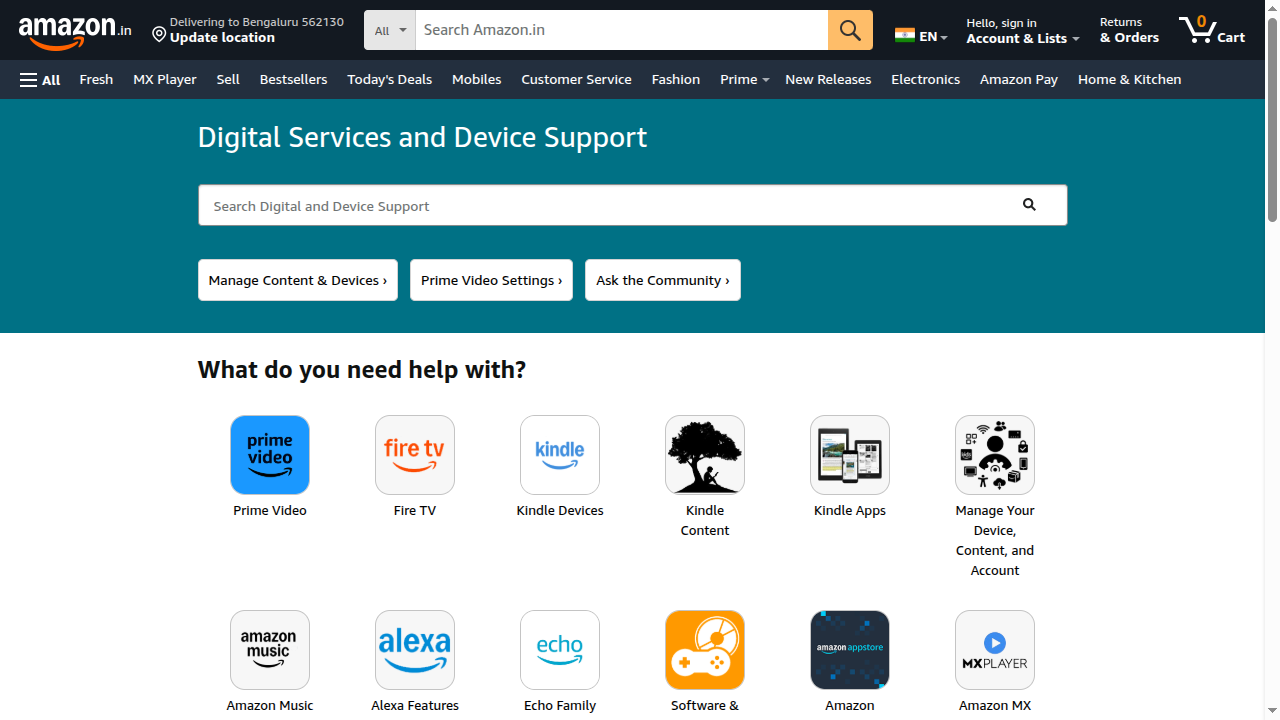 amazon.in
Delivering to Bengaluru 562130
Update location
All
Search Amazon.in
EN
Hello, sign in
Account & Lists
Returns
& Orders
0
Cart
All
Fresh
MX Player
Sell
Bestsellers
Today's Deals
Mobiles
Customer Service
Fashion
Prime
New Releases
Electronics
Amazon Pay
Home & Kitchen
Digital Services and Device Support
Search Digital and Device Support
Manage Content & Devices ›
Prime Video Settings ›
Ask the Community ›
What do you need help with?
prime
video
fire tv
kindle
Prime Video
Fire TV
Kindle Devices
Kindle
Content
Kindle Apps
Manage Your
Device,
Content, and
Account
amazon
music
alexa
echo
amazon appstore
MXPLAYER
Amazon Music
Alexa Features
Echo Family
Software &
Amazon
Amazon MX